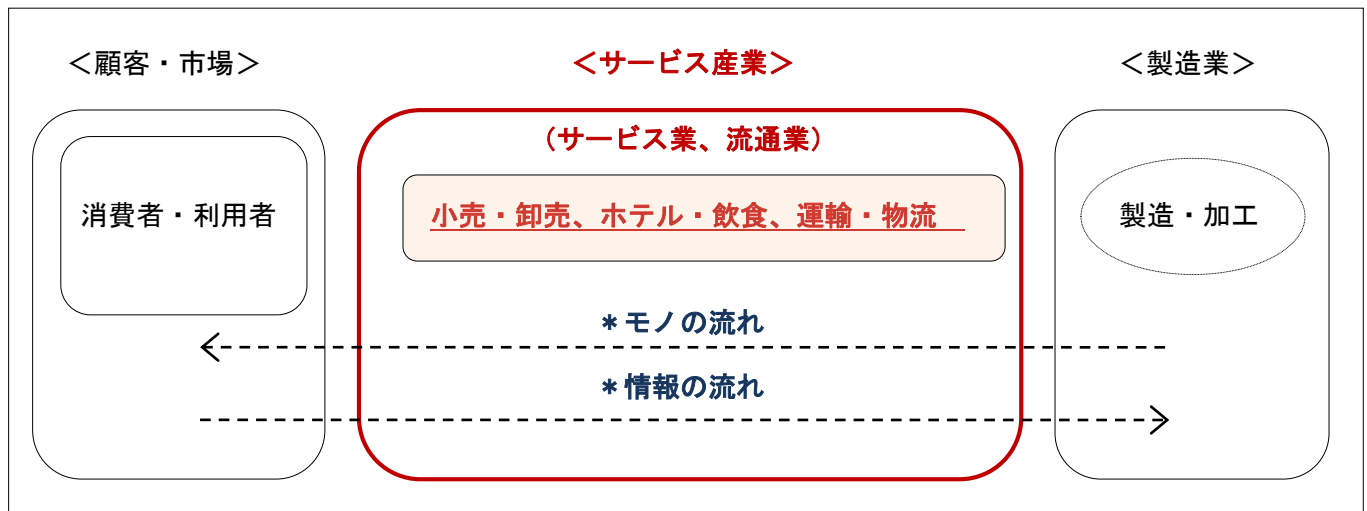 ＜顧客・市場＞
＜サービス産業＞
＜製造業＞
（サービス業、流通業）
消費者・利用者
小売・卸売、ホテル・飲食、運輸・物流
製造・加工
＊モノの流れ
＊情報の流れ